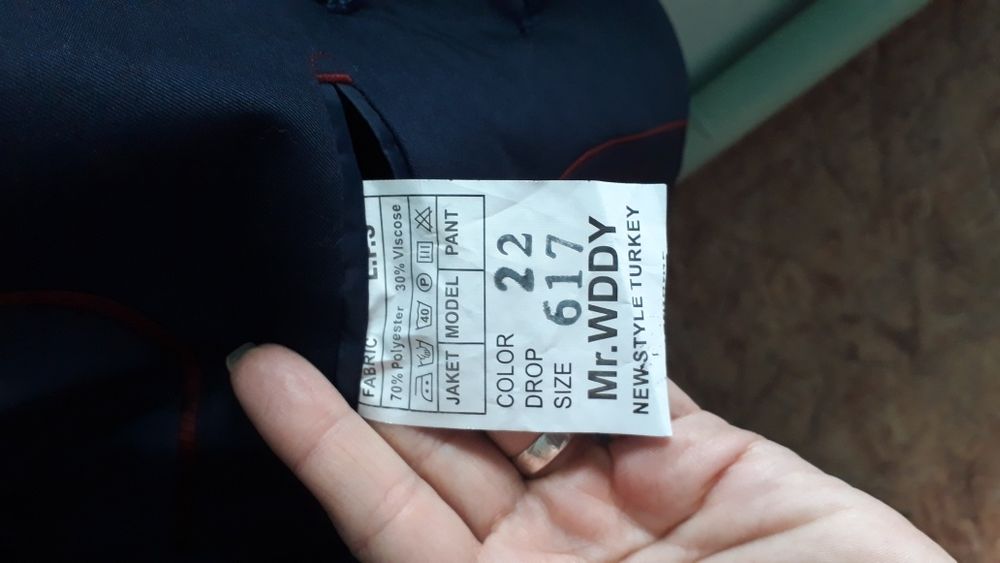 FABRIC
70% Polyester 30% VIscose
40 P
JAKET MODEL PANT
COLOR 22
DROP
SIZE 617
Mr.WDDY
NEW STYLE TURKEY